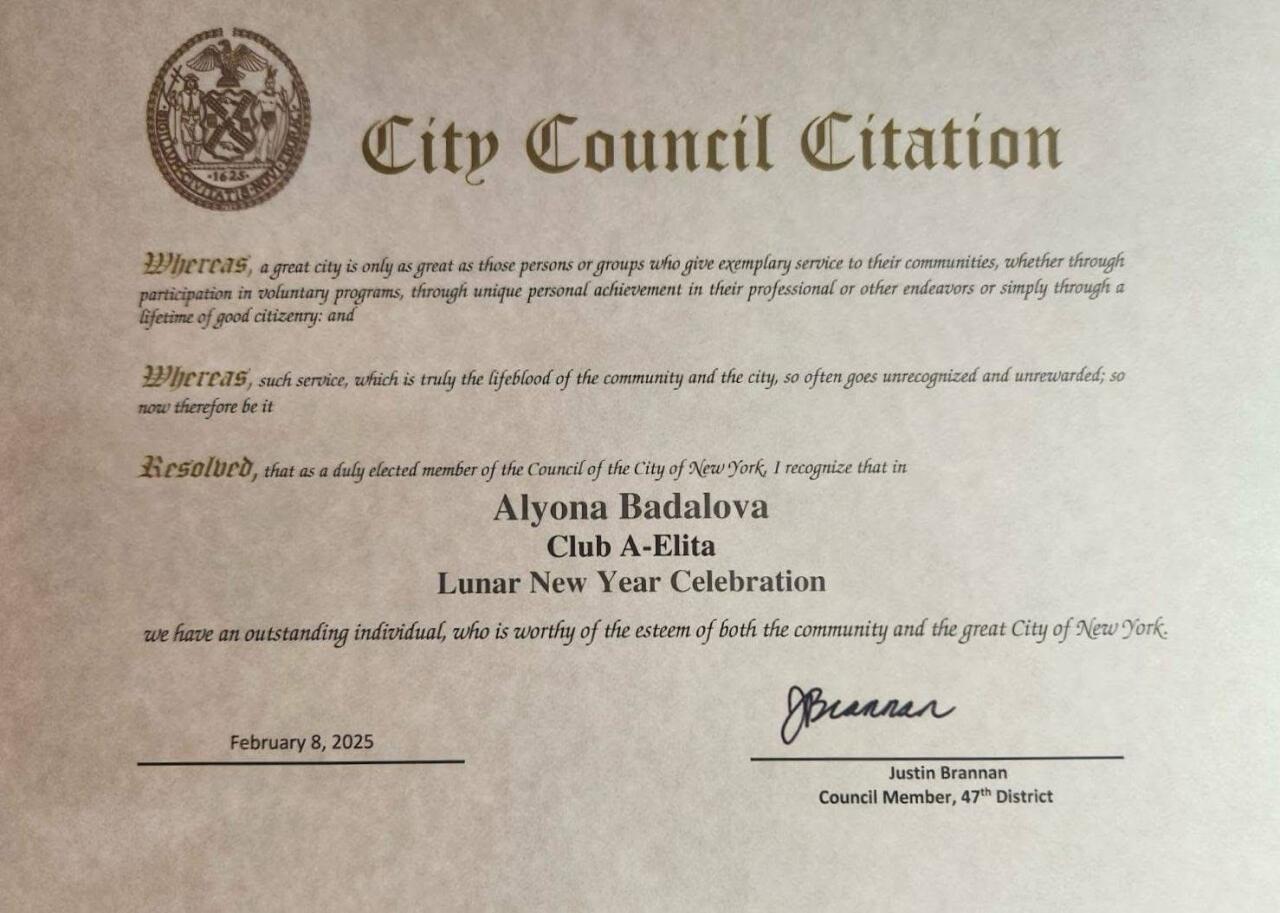 City Council Citation
SIGILLUM CIVITATIS NOVI EBORACI
·1625·
Whereas, a great city is only as great as those persons or groups who give exemplary service to their communities, whether through
participation in voluntary programs, through unique personal achievement in their professional or other endeavors or simply through a
lifetime of good citizenry: and
Whereas, such service, which is truly the lifeblood of the community and the city, so often goes unrecognized and unrewarded; so
now therefore be it
Resolved, that as a duly elected member of the Council of the City of New York, I recognize that in
Alyona Badalova
Club A-Elita
Lunar New Year Celebration
we have an outstanding individual, who is worthy of the esteem of both the community and the great City of New York.
JBrannan
February 8, 2025
Justin Brannan
Council Member, 47th District